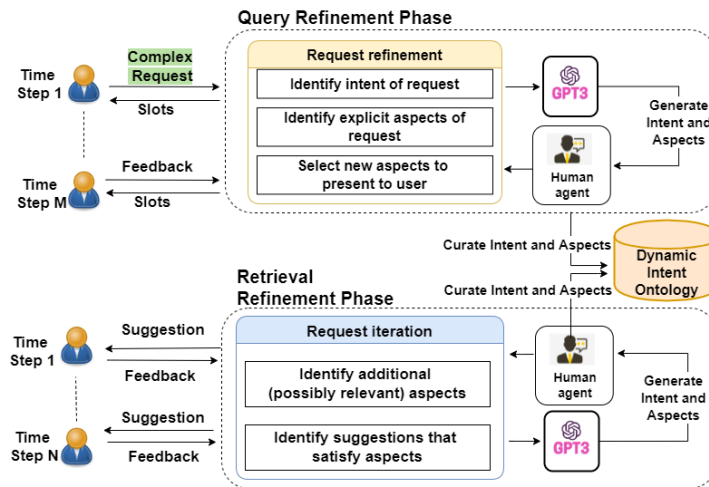 Query Refinement Phase
Time
Step 1
Complex
Request
Slots
Request refinement
Identify intent of request
Identify explicit aspects of
request
Select new aspects to
present to user
GPT3
Generate
Intent and
Aspects
Human
agent
Time
Step M
Feedback
Slots
Curate Intent and Aspects
Dynamic
Intent
Ontology
Curate Intent and Aspects
Retrieval
Refinement Phase
Time
Step 1
Suggestion
Feedback
Request iteration
Identify additional
(possibly relevant) aspects
Identify suggestions that
satisfy aspects
Human
agent
Generate
Intent and
Aspects
GPT3
Time
Step N
Suggestion
Feedback